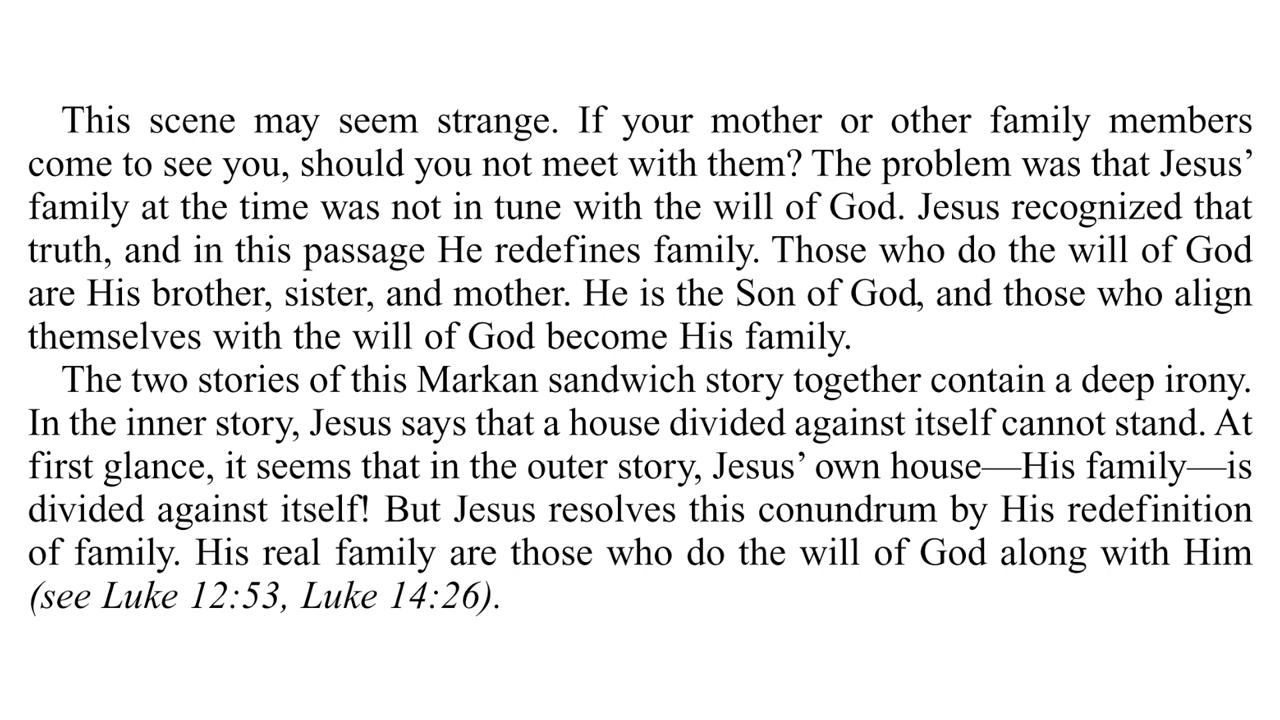 This scene may seem strange. If your mother or other family members
come to see you, should you not meet with them? The problem was that Jesus’
family at the time was not in tune with the will of God. Jesus recognized that
truth, and in this passage He redefines family. Those who do the will of God
are His brother, sister, and mother. He is the Son of God, and those who align
themselves with the will of God become His family.
The two stories of this Markan sandwich story together contain a deep irony.
In the inner story, Jesus says that a house divided against itself cannot stand. At
first glance, it seems that in the outer story, Jesus’ own house—His family—is
divided against itself! But Jesus resolves this conundrum by His redefinition
of family. His real family are those who do the will of God along with Him
(see Luke 12:53, Luke 14:26).